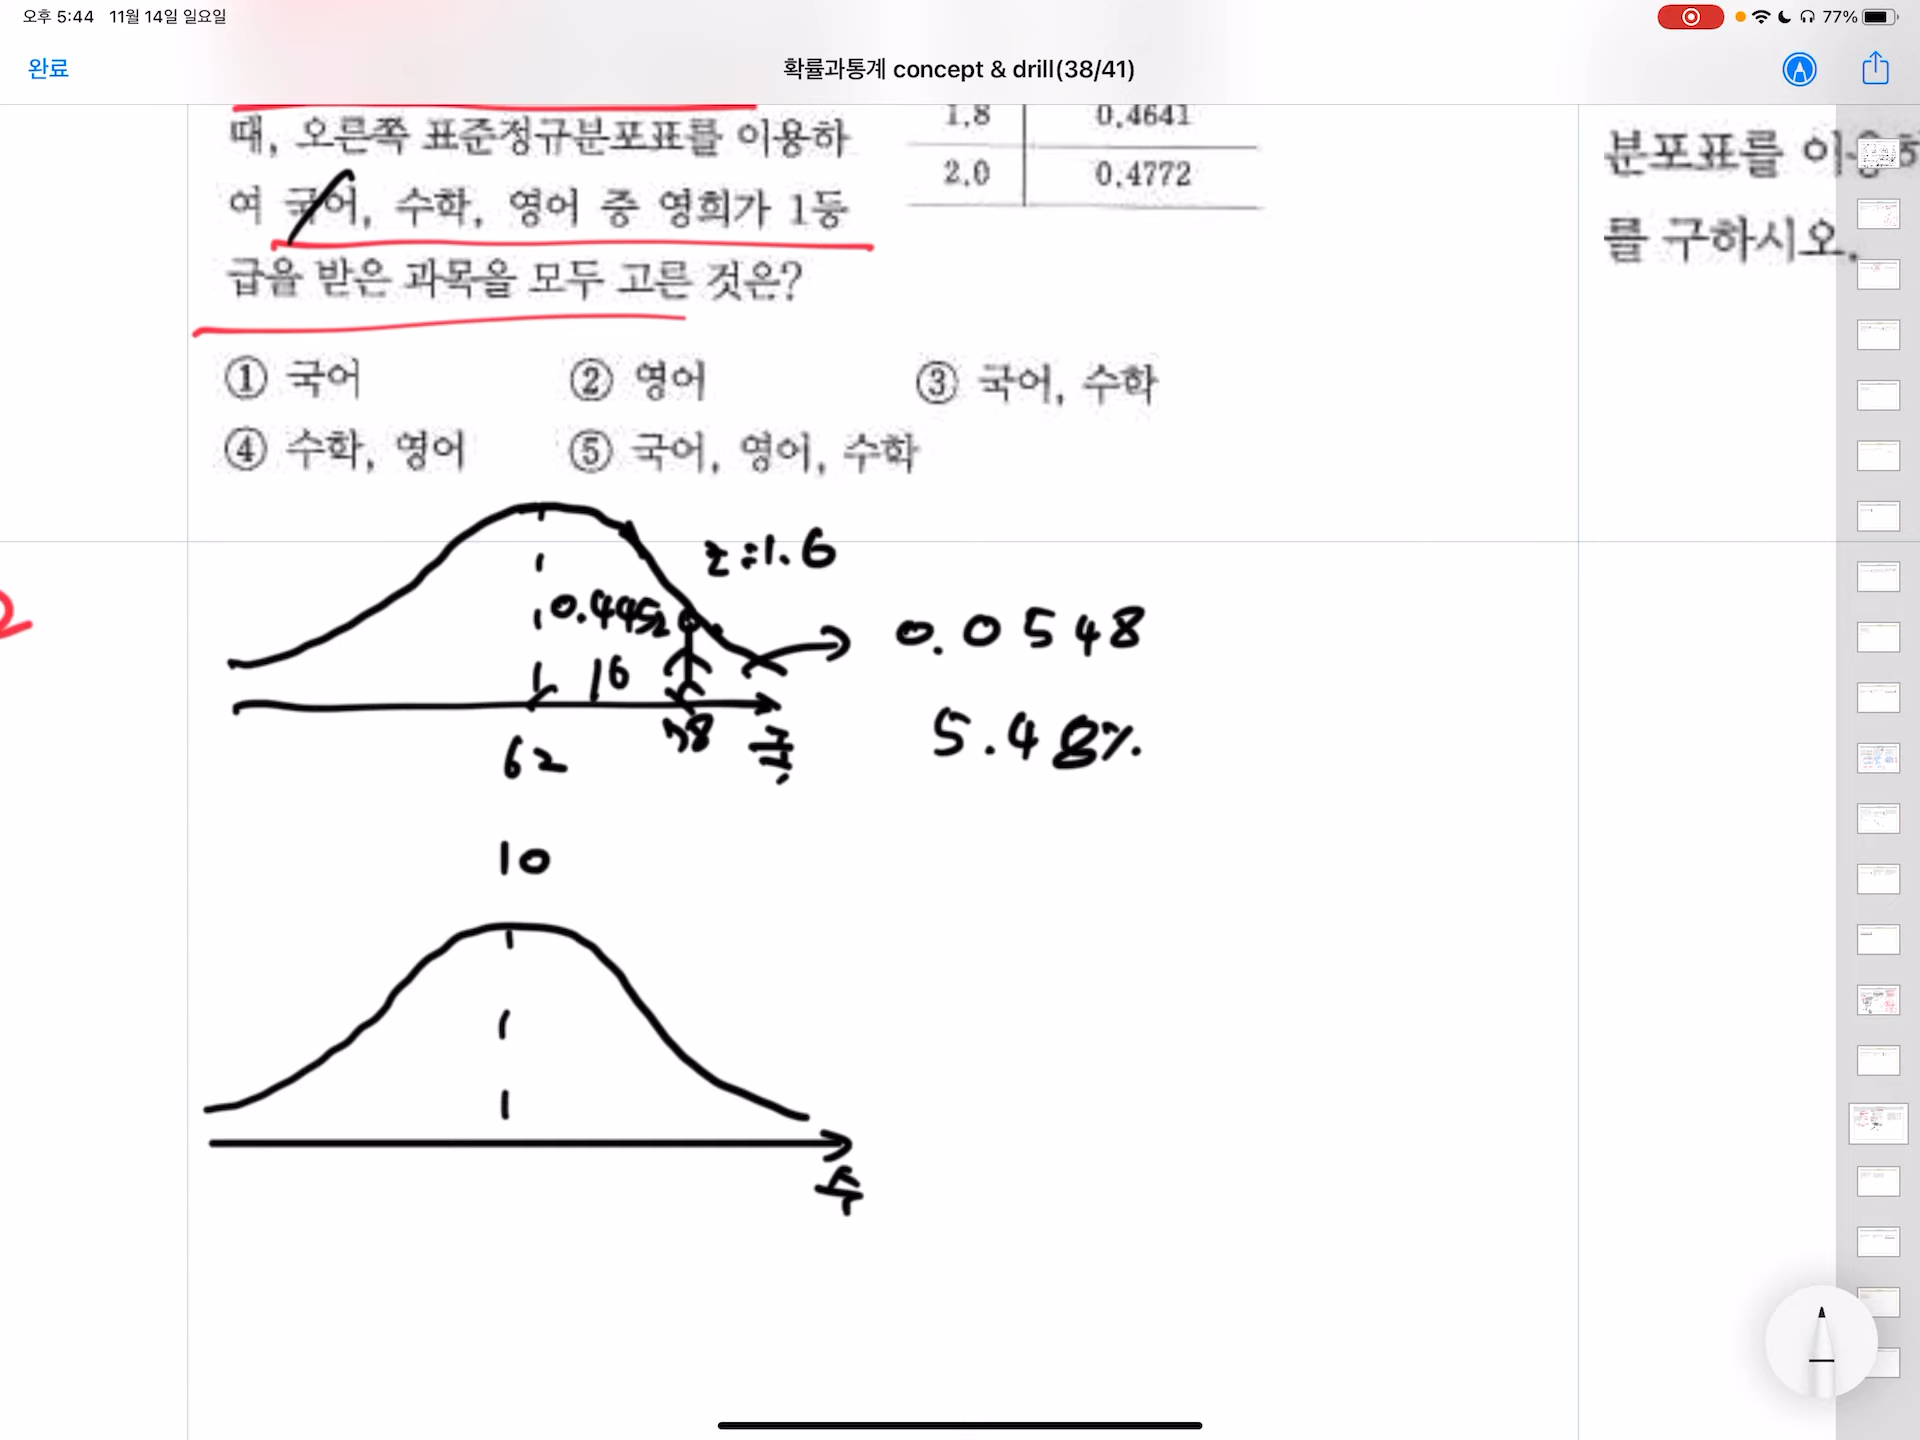 오후 5:44 11월 14일 일요일
77%
완료
확률과통계 concept & drill(38/41)
때, 오른쪽 표준정규분포표를 이용하
여 국어, 수학, 영어 중 영희가 1등
급을 받은 과목을 모두 고른 것은?
1.8 0.4641
2.0 0.4772
① 국어 ② 영어 ③ 국어, 수학
④ 수학, 영어 ⑤ 국어, 영어, 수학
분포표를
를 구하시오.
z=1.6
0.4452
16
0.0548
62
78
국
5.48%
10
수
2